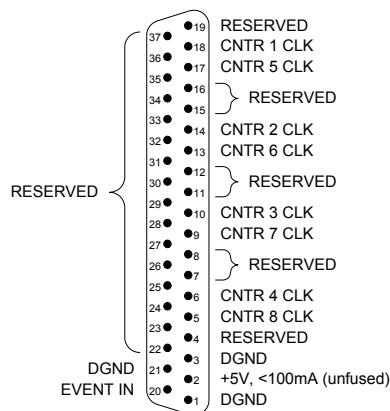 19 RESERVED
37
18 CNTR 1 CLK
36
17 CNTR 5 CLK
35
16
34
RESERVED
15
33
14 CNTR 2 CLK
32
13 CNTR 6 CLK
31
12
RESERVED
30
RESERVED
11
29
10 CNTR 3 CLK
28
9 CNTR 7 CLK
27
8
26
RESERVED
7
25
6 CNTR 4 CLK
24
5 CNTR 8 CLK
23
4 RESERVED
22
3 DGND
DGND 21
2 +5V, <100mA (unfused)
EVENT IN 20
1 DGND